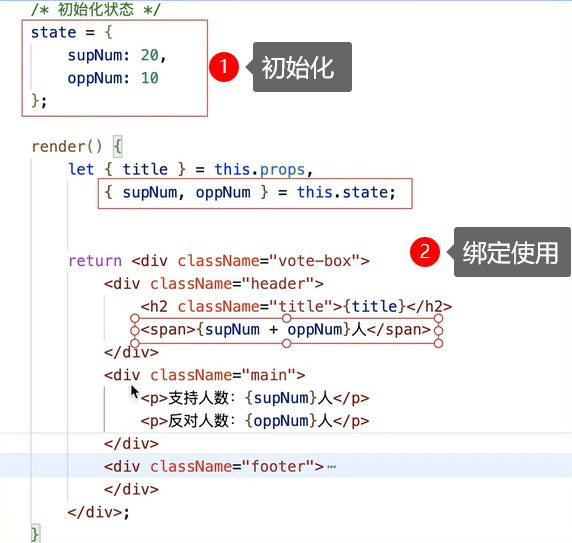 /* 初始化状态 */
state = {
supNum: 20,
oppNum: 10
};
1 初始化
render() {
let { title } = this.props,
{ supNum, oppNum } = this.state;
2 绑定使用
return <div className="vote-box">
<div className="header">
<h2 className="title">{title}</h2>
<span>{supNum + oppNum}人</span>
</div>
<div className="main">
<p>支持人数: {supNum}人</p>
<p>反对人数: {oppNum}人</p>
</div>
<div className="footer">⋯
</div>
</div>;
}